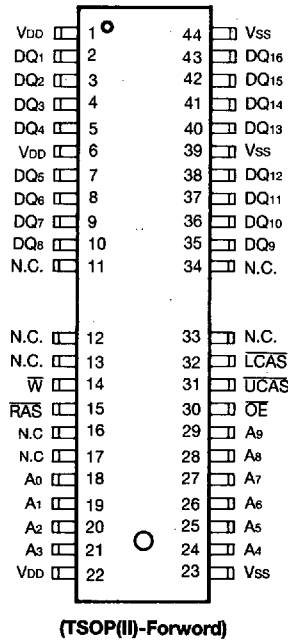 VDD 1 44 VSS
DQ1 2 43 DQ16
DQ2 3 42 DQ15
DQ3 4 41 DQ14
DQ4 5 40 DQ13
VDD 6 39 VSS
DQ5 7 38 DQ12
DQ6 8 37 DQ11
DQ7 9 36 DQ10
DQ8 10 35 DQ9
N.C. 11 34 N.C.
N.C. 12 33 N.C.
N.C. 13 32 LCAS
W 14 31 UCAS
RAS 15 30 OE
N.C 16 29 A9
N.C 17 28 A8
A0 18 27 A7
A1 19 26 A6
A2 20 25 A5
A3 21 24 A4
VDD 22 23 VSS
(TSOP(II)-Forword)